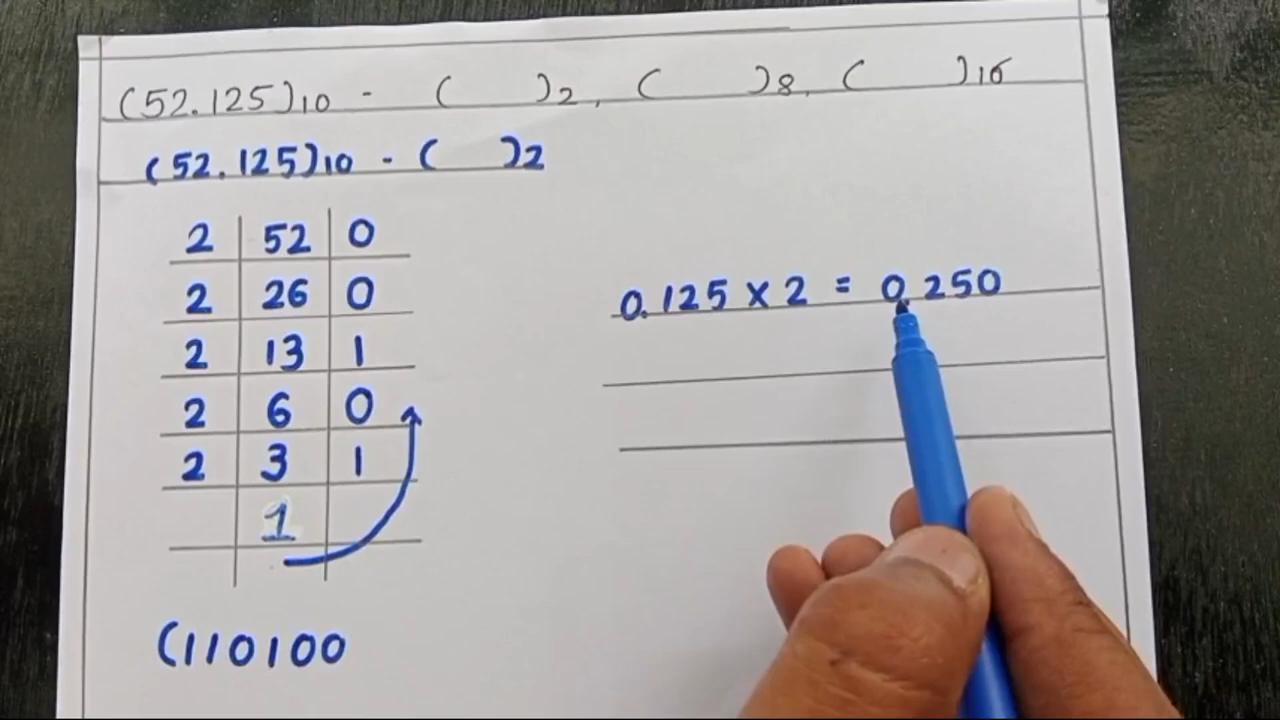 (52.125)10 - ( )2, ( )8, ( )16
(52.125)10 - ( )2
2 52 0
2 26 0
2 13 1
2 6 0
2 3 1
1
(110100
0.125 x 2 = 0.250